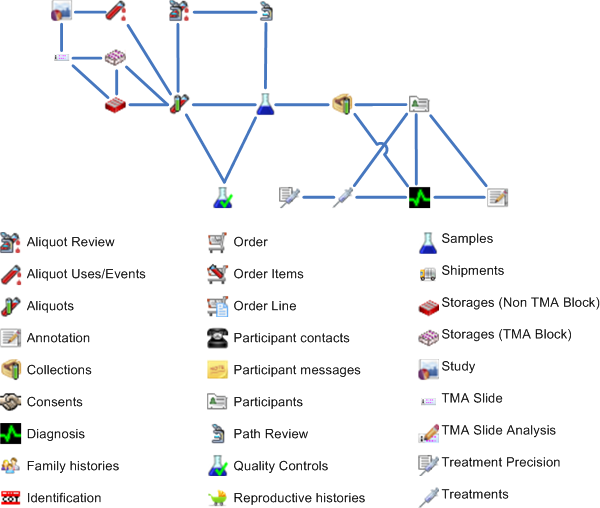 Aliquot Review
Aliquot Uses/Events
Aliquots
Annotation
Collections
Consents
Diagnosis
Family histories
Identification
Order
Order Items
Order Line
Participant contacts
Participant messages
Participants
Path Review
Quality Controls
Reproductive histories
Samples
Shipments
Storages (Non TMA Block)
Storages (TMA Block)
Study
TMA Slide
TMA Slide Analysis
Treatment Precision
Treatments